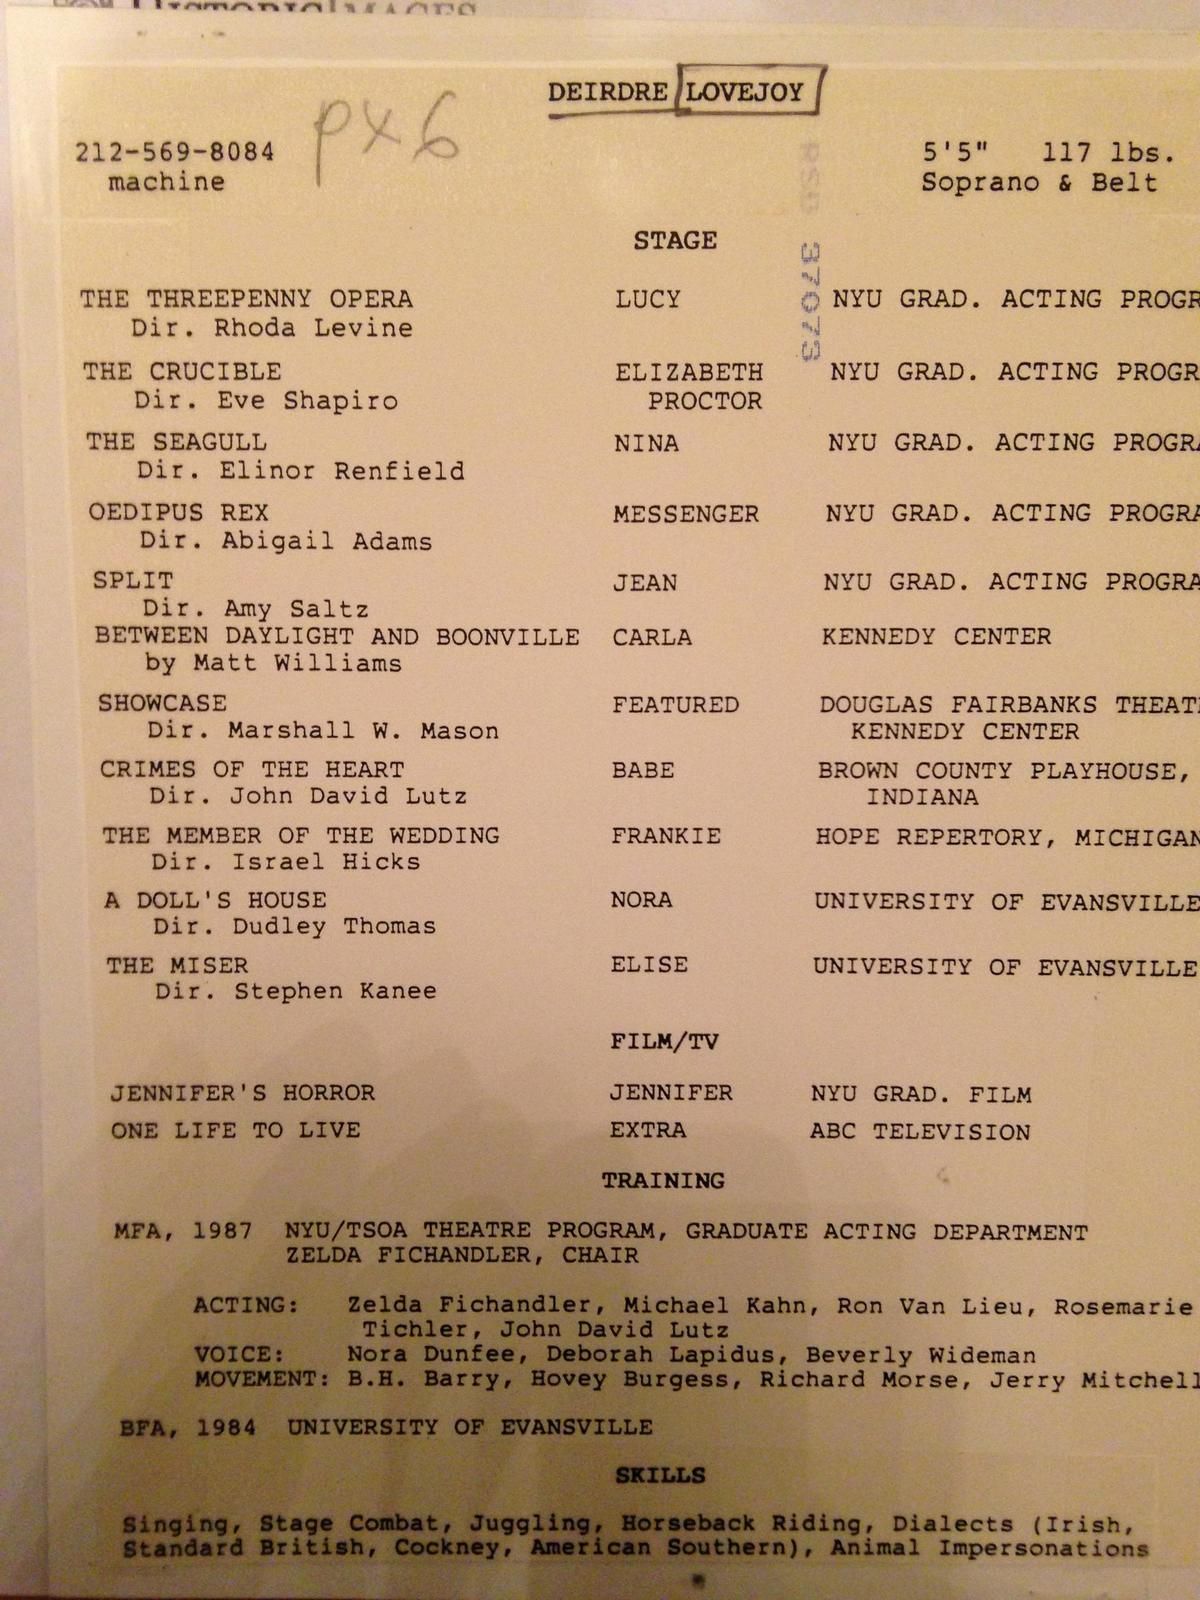 HISTORIC IMAGES
DEIRDRE LOVEJOY
px6
212-569-8084 5'5" 117 lbs.
machine Soprano & Belt
37073
STAGE
THE THREEPENNY OPERA LUCY NYU GRAD. ACTING PROGR
Dir. Rhoda Levine
THE CRUCIBLE ELIZABETH NYU GRAD. ACTING PROGR
Dir. Eve Shapiro PROCTOR
THE SEAGULL NINA NYU GRAD. ACTING PROGRA
Dir. Elinor Renfield
OEDIPUS REX MESSENGER NYU GRAD. ACTING PROGRA
Dir. Abigail Adams
SPLIT JEAN NYU GRAD. ACTING PROGRA
Dir. Amy Saltz
BETWEEN DAYLIGHT AND BOONVILLE CARLA KENNEDY CENTER
by Matt Williams
SHOWCASE FEATURED DOUGLAS FAIRBANKS THEAT
Dir. Marshall W. Mason KENNEDY CENTER
CRIMES OF THE HEART BABE BROWN COUNTY PLAYHOUSE,
Dir. John David Lutz INDIANA
THE MEMBER OF THE WEDDING FRANKIE HOPE REPERTORY, MICHIGAN
Dir. Israel Hicks
A DOLL'S HOUSE NORA UNIVERSITY OF EVANSVILLE
Dir. Dudley Thomas
THE MISER ELISE UNIVERSITY OF EVANSVILLE
Dir. Stephen Kanee
FILM/TV
JENNIFER'S HORROR JENNIFER NYU GRAD. FILM
ONE LIFE TO LIVE EXTRA ABC TELEVISION
TRAINING
MFA, 1987 NYU/TSOA THEATRE PROGRAM, GRADUATE ACTING DEPARTMENT
ZELDA FICHANDLER, CHAIR
ACTING: Zelda Fichandler, Michael Kahn, Ron Van Lieu, Rosemarie
Tichler, John David Lutz
VOICE: Nora Dunfee, Deborah Lapidus, Beverly Wideman
MOVEMENT: B.H. Barry, Hovey Burgess, Richard Morse, Jerry Mitchell
BFA, 1984 UNIVERSITY OF EVANSVILLE
SKILLS
Singing, Stage Combat, Juggling, Horseback Riding, Dialects (Irish,
Standard British, Cockney, American Southern), Animal Impersonations